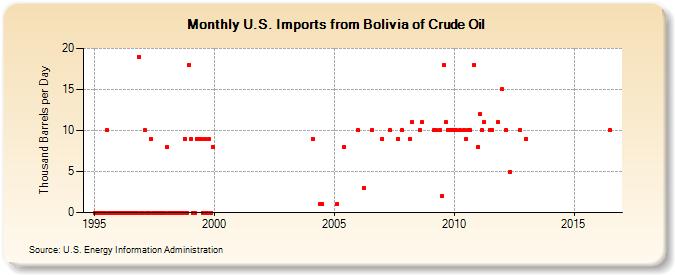 Monthly U.S. Imports from Bolivia of Crude Oil
Thousand Barrels per Day
20
15
10
5
0
1995 2000 2005 2010 2015
Source: U.S. Energy Information Administration